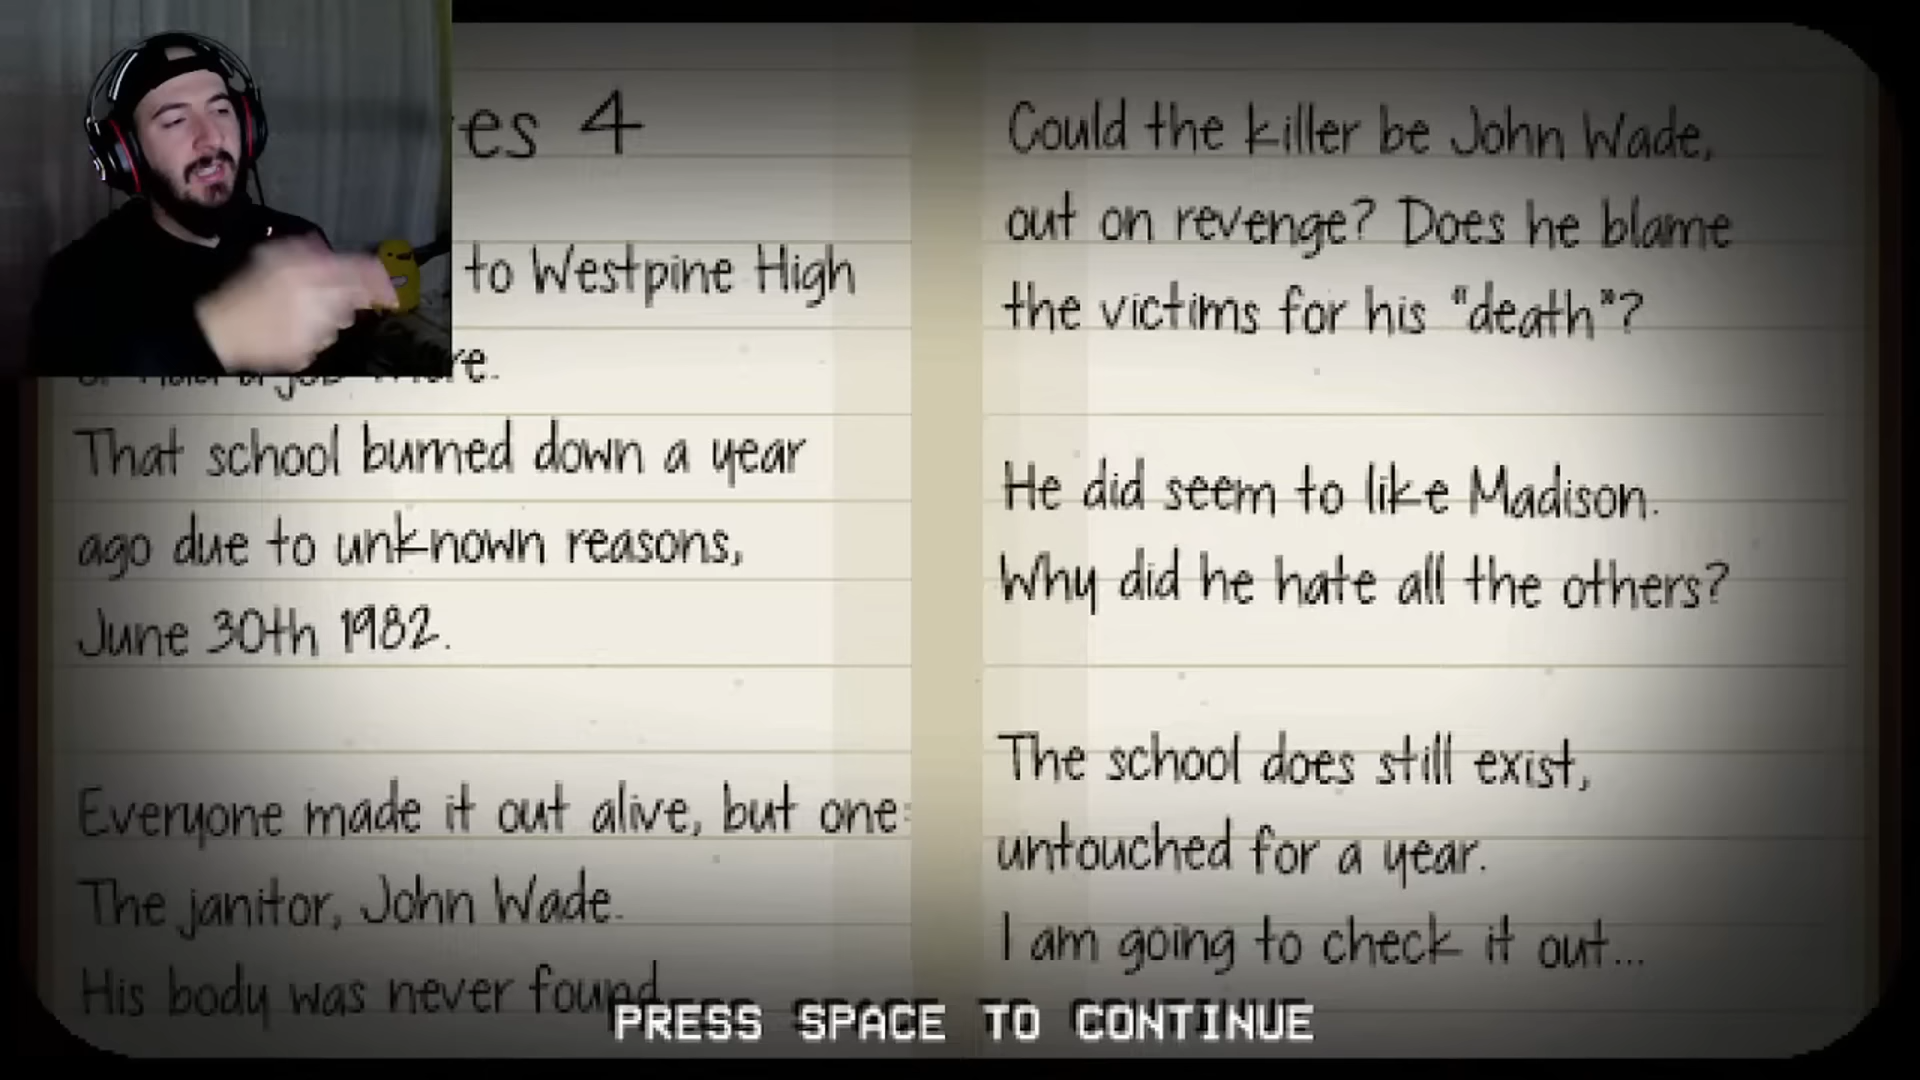 es 4
to Westpine High
That school burned down a year
ago due to unknown reasons,
June 30th 1982.
Everyone made it out alive, but one:
The janitor, John Wade.
His body was never found.
Could the killer be John Wade,
out on revenge? Does he blame
the victims for his "death"?
He did seem to like Madison.
Why did he hate all the others?
The school does still exist,
untouched for a year.
I am going to check it out...
PRESS SPACE TO CONTINUE